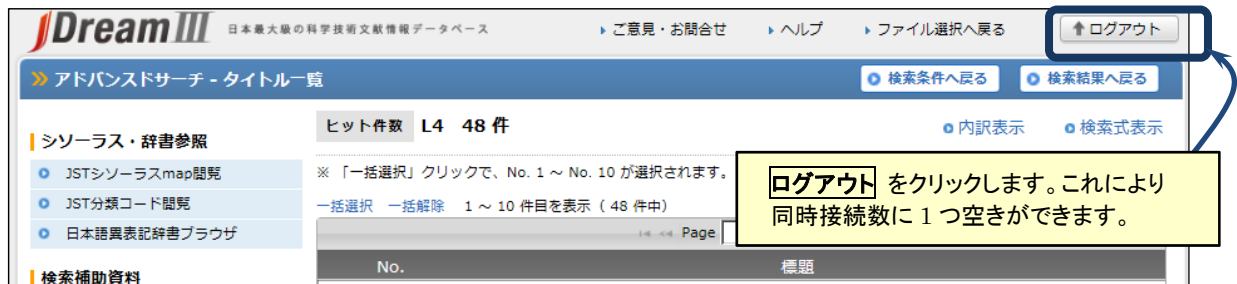 JDreamⅢ 日本最大級の科学技術文献情報データベース ご意見・お問合せ ヘルプ ファイル選択へ戻る ログアウト
アドバンスドサーチ - タイトル一覧 検索条件へ戻る 検索結果へ戻る
ヒット件数 L4 48 件 内訳表示 検索式表示
シソーラス・辞書参照
JSTシソーラスmap閲覧
JST分類コード閲覧
日本語異表記辞書ブラウザ
検索補助資料
※ 「一括選択」クリックで、No. 1 ~ No. 10 が選択されます。
一括選択 一括解除 1 ~ 10 件目を表示 ( 48 件中)
Page
No. 標題
ログアウト をクリックします。これにより
同時接続数に 1 つ空きができます。